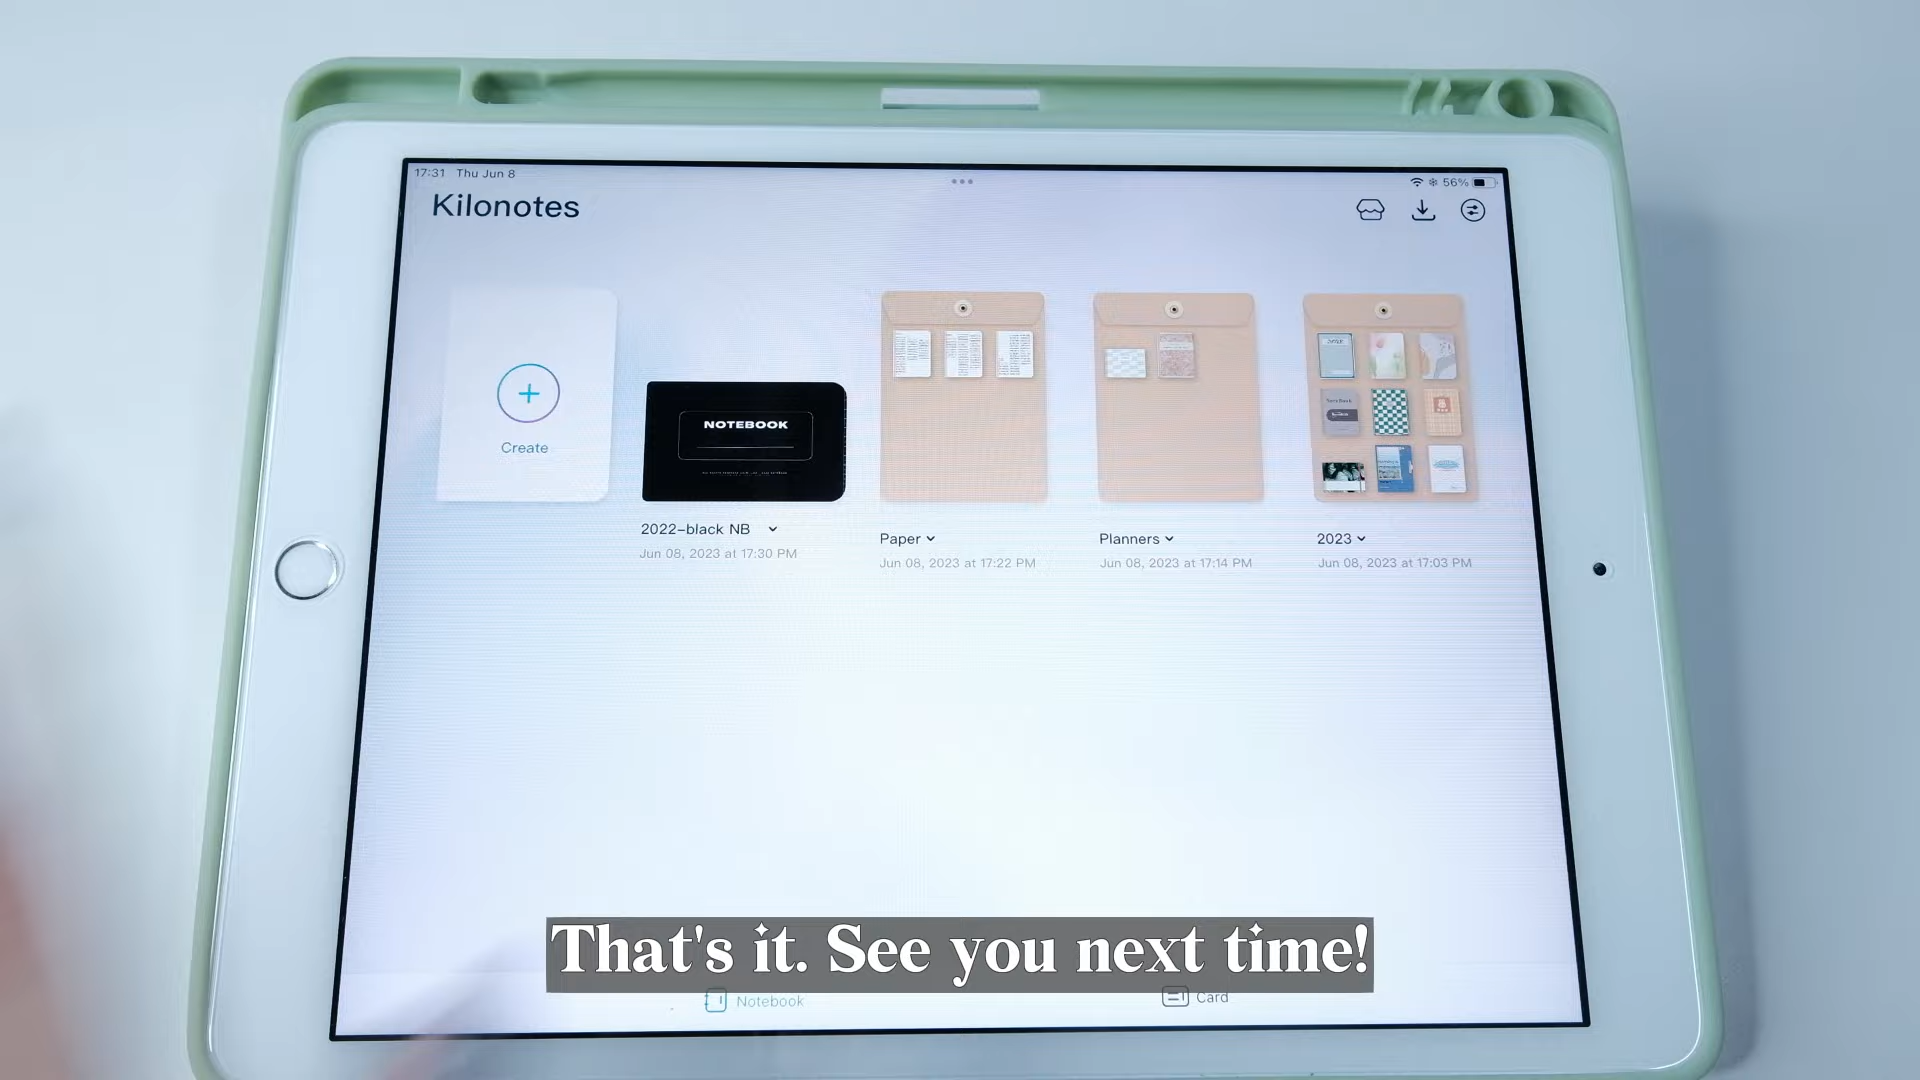 17:31 Thu Jun 8
56%
Kilonotes
Create
NOTEBOOK
2022-black NB
Jun 08, 2023 at 17:30 PM
Paper
Jun 08, 2023 at 17:22 PM
Planners
Jun 08, 2023 at 17:14 PM
2023
Jun 08, 2023 at 17:03 PM
That's it. See you next time!
Notebook
Card